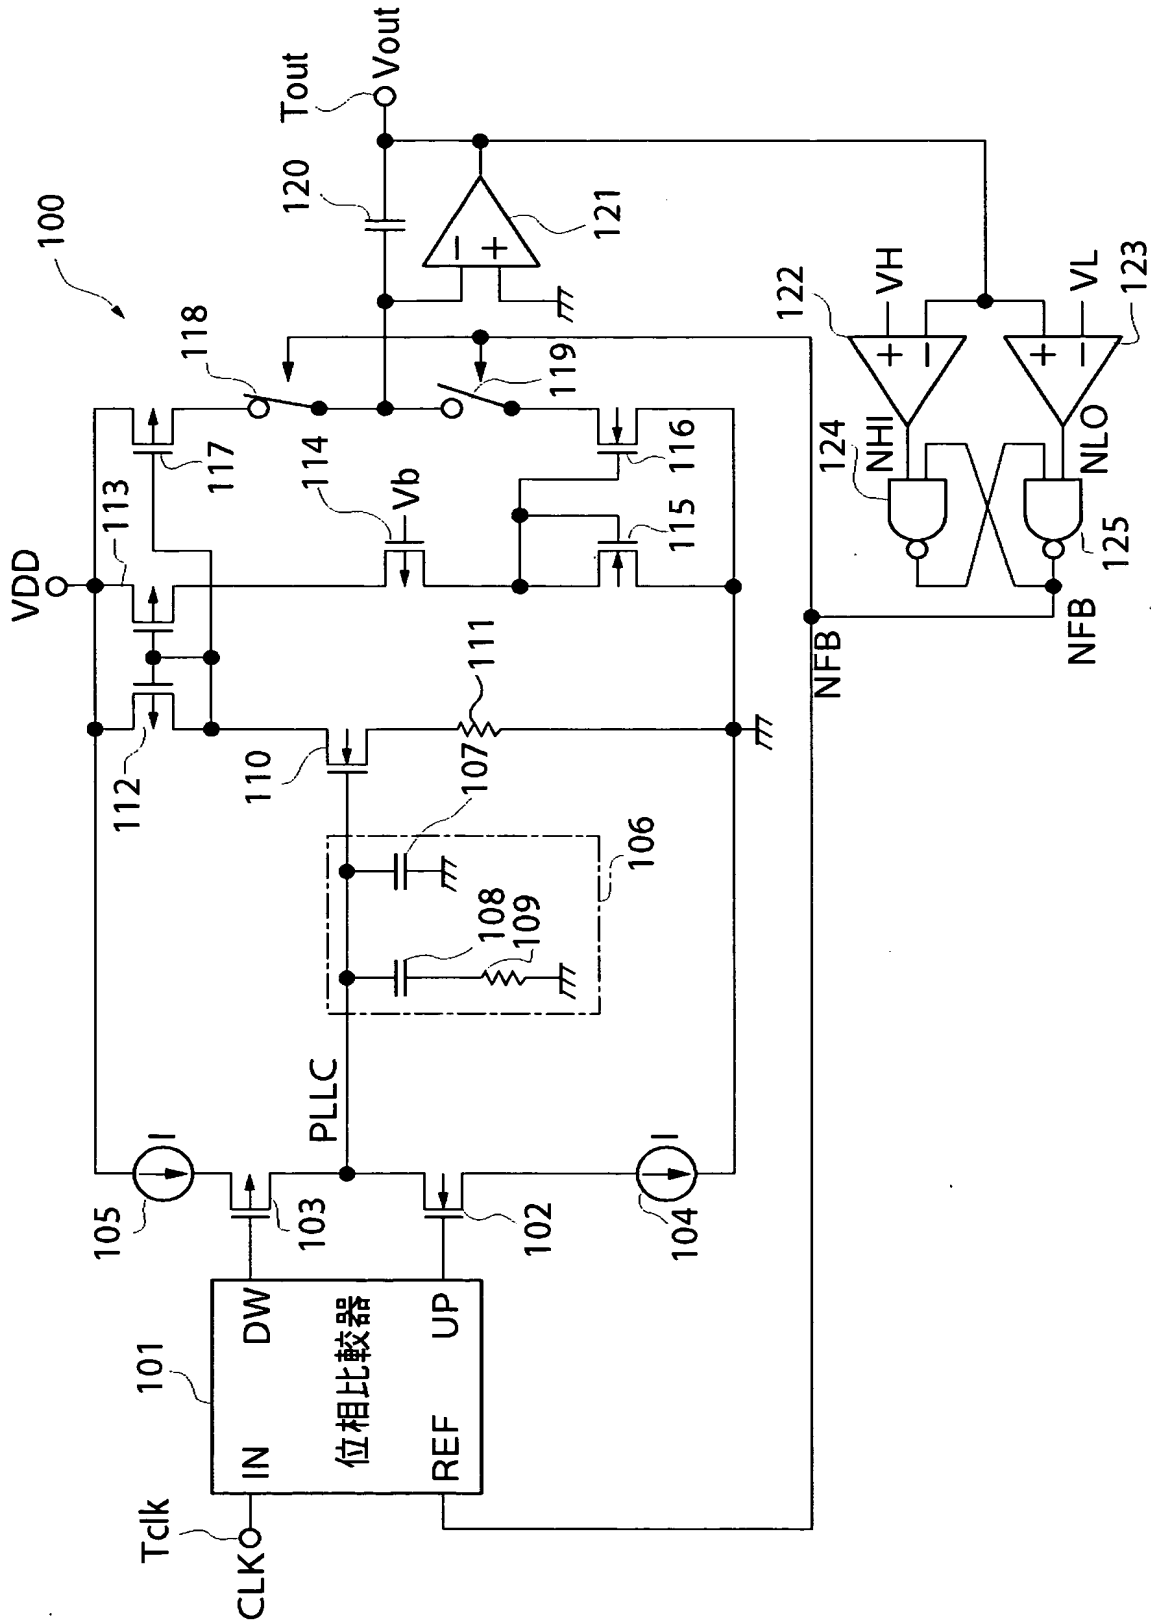 100
VDD
Tout
Vout
120
121
118
119
117
113
112
114
Vb
116
115
110
111
107
106
108
109
PLLC
I
105
103
102
I
104
101
DW
UP
位相比較器
IN
REF
Tclk
CLK
122
VH
VL
123
124
NHI
NLO
125
NFB
NFB
+
−
+
−
−
+